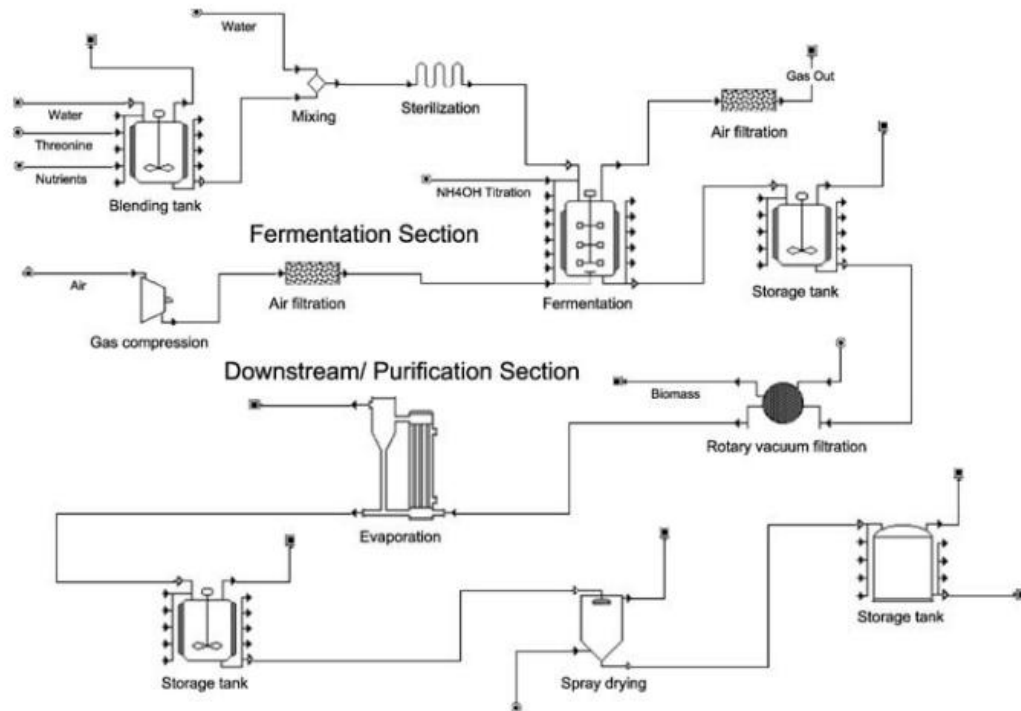 Water
Water
Threonine
Nutrients
Blending tank
Mixing
Sterilization
Gas Out
Air filtration
NH4OH Titration
Fermentation Section
Air
Gas compression
Air filtration
Fermentation
Storage tank
Downstream/ Purification Section
Biomass
Rotary vacuum filtration
Evaporation
Storage tank
Spray drying
Storage tank